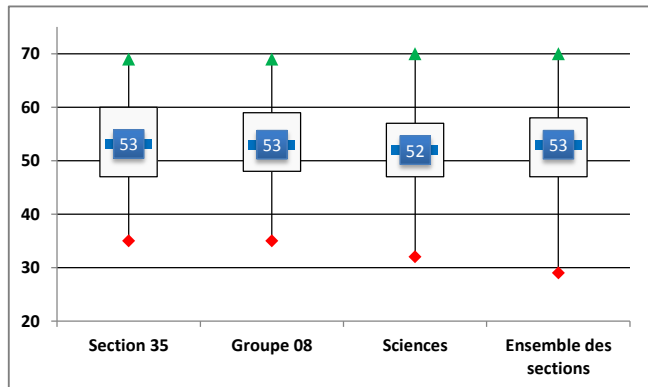 70
60
50
40
30
20
53
53
52
53
Section 35
Groupe 08
Sciences
Ensemble des
sections